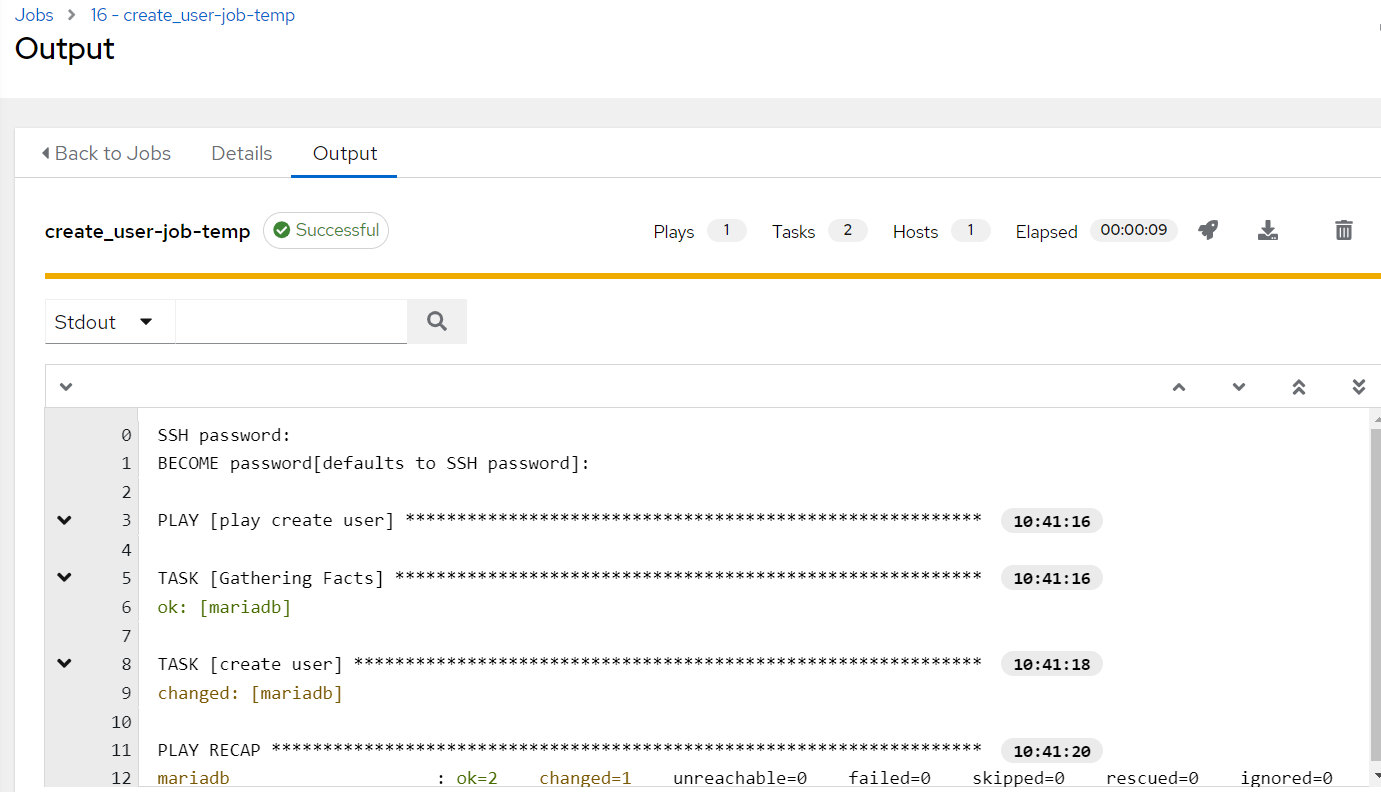 Jobs > 16 - create_user-job-temp
Output
Back to Jobs Details Output
create_user-job-temp Successful Plays 1 Tasks 2 Hosts 1 Elapsed 00:00:09
Stdout
0 SSH password:
1 BECOME password[defaults to SSH password]:
2
3 PLAY [play create user] ******************************************************** 10:41:16
4
5 TASK [Gathering Facts] ********************************************************* 10:41:16
6 ok: [mariadb]
7
8 TASK [create user] ************************************************************* 10:41:18
9 changed: [mariadb]
10
11 PLAY RECAP ********************************************************************* 10:41:20
12 mariadb : ok=2 changed=1 unreachable=0 failed=0 skipped=0 rescued=0 ignored=0